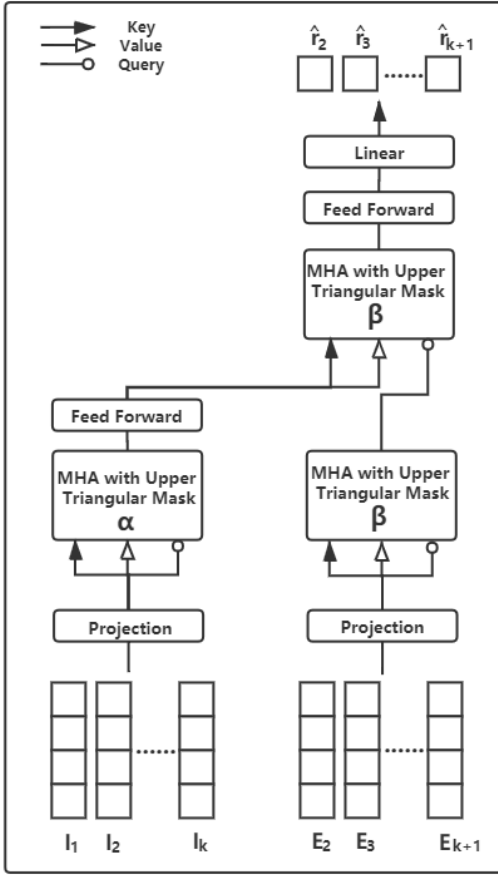 Key
Value
Query
r̂2 r̂3 ...... r̂k+1
Linear
Feed Forward
MHA with Upper
Triangular Mask
β
Feed Forward
MHA with Upper
Triangular Mask
α
MHA with Upper
Triangular Mask
β
Projection
Projection
......
......
I1 I2 Ik
E2 E3 Ek+1